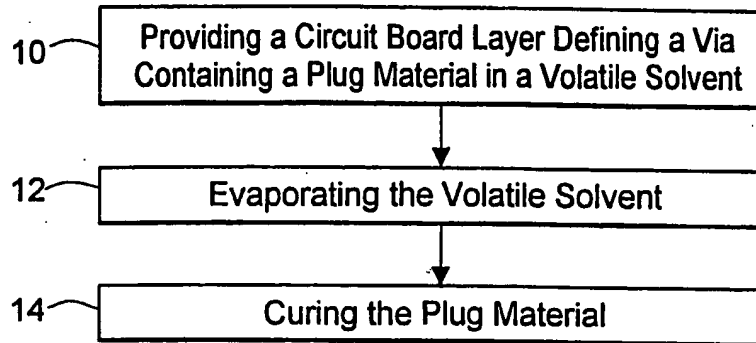 10
Providing a Circuit Board Layer Defining a Via
Containing a Plug Material in a Volatile Solvent
12
Evaporating the Volatile Solvent
14
Curing the Plug Material